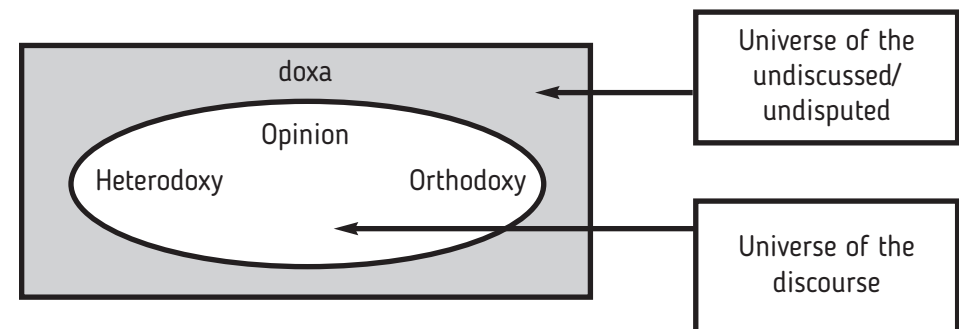 doxa
Opinion
Heterodoxy
Orthodoxy
Universe of the
undiscussed/
undisputed
Universe of the
discourse